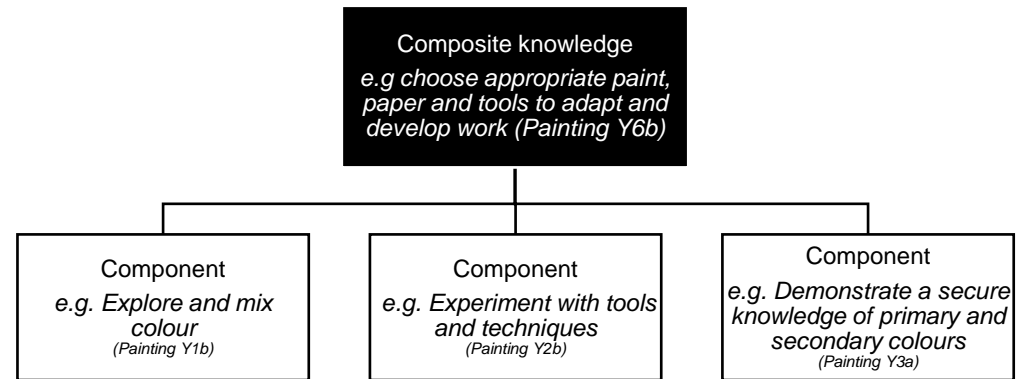 Composite knowledge
e.g choose appropriate paint,
paper and tools to adapt and
develop work (Painting Y6b)
Component
e.g. Explore and mix
colour
(Painting Y1b)
Component
e.g. Experiment with tools
and techniques
(Painting Y2b)
Component
e.g. Demonstrate a secure
knowledge of primary and
secondary colours
(Painting Y3a)